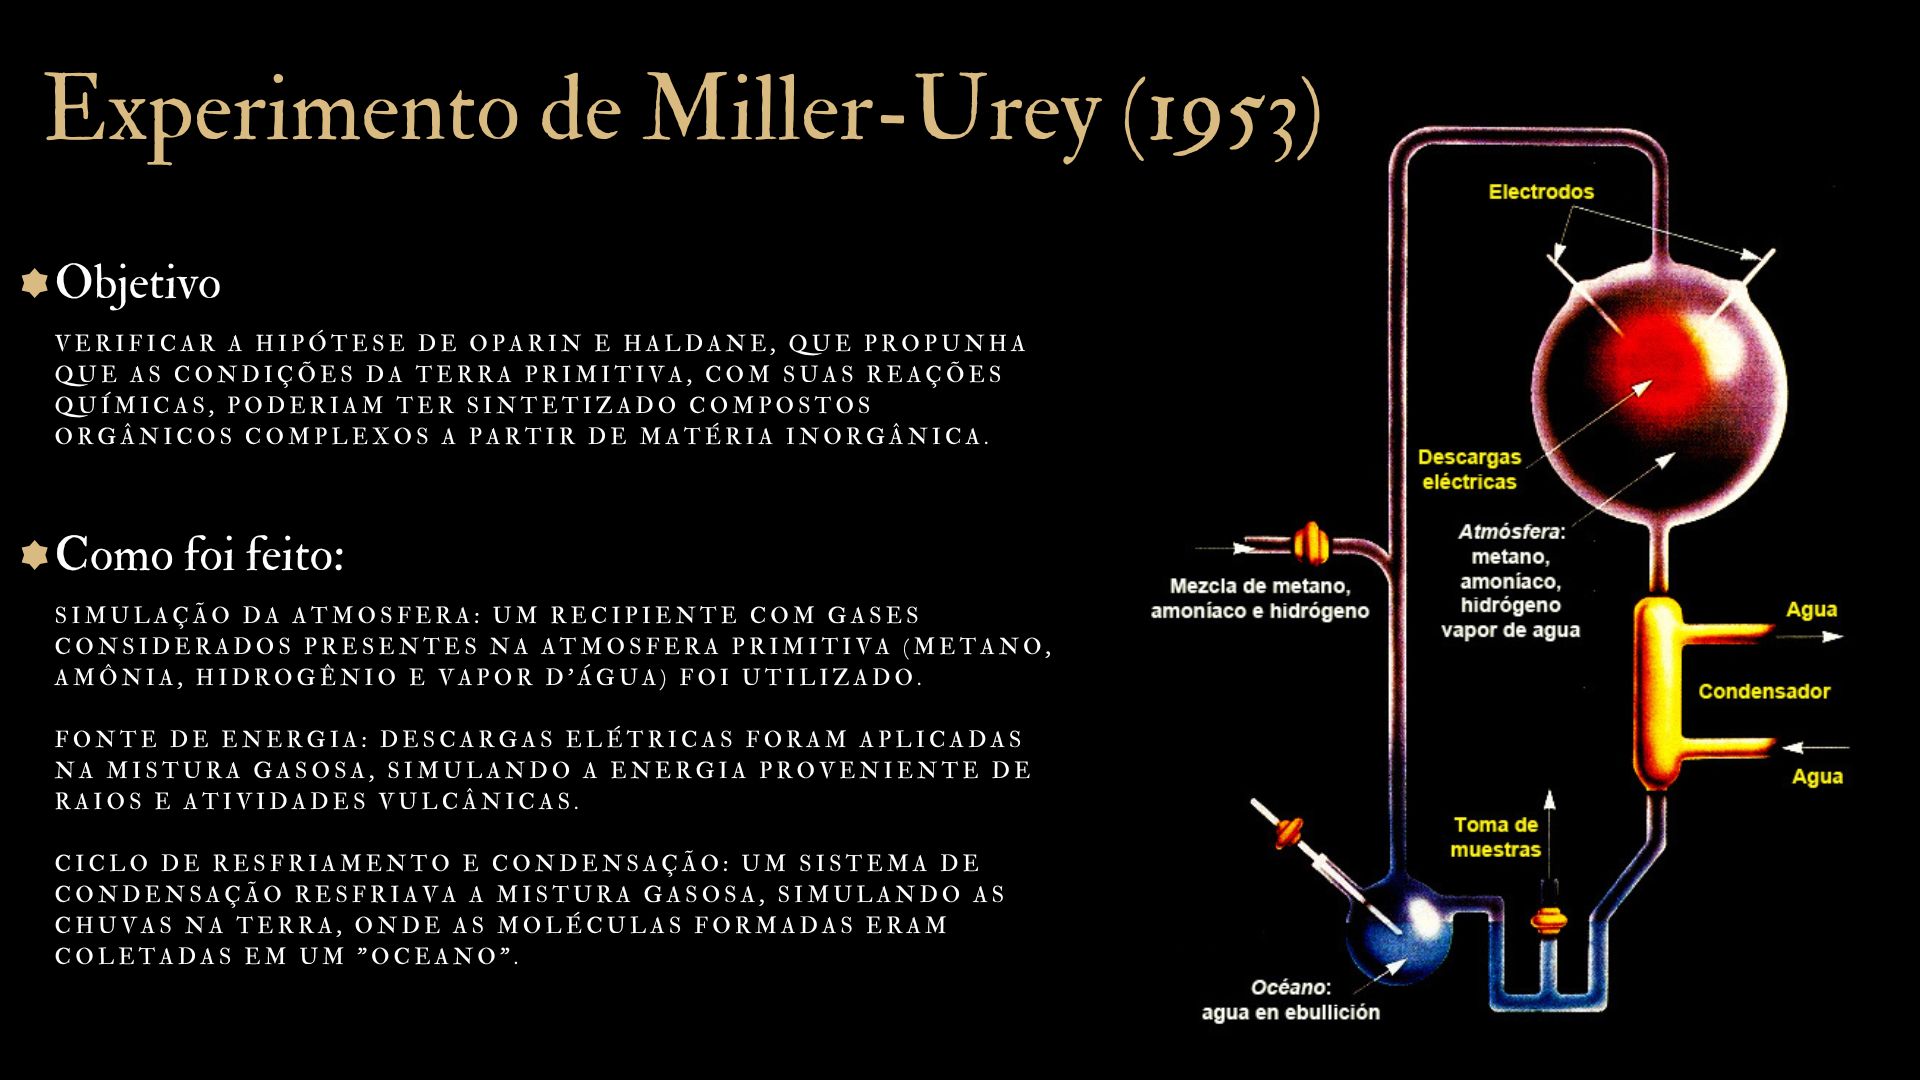 Experimento de Miller-Urey (1953)
Objetivo
VERIFICAR A HIPÓTESE DE OPARIN E HALDANE, QUE PROPUNHA
QUE AS CONDIÇÕES DA TERRA PRIMITIVA, COM SUAS REAÇÕES
QUÍMICAS, PODERIAM TER SINTETIZADO COMPOSTOS
ORGÂNICOS COMPLEXOS A PARTIR DE MATÉRIA INORGÂNICA.
Como foi feito:
SIMULAÇÃO DA ATMOSFERA: UM RECIPIENTE COM GASES
CONSIDERADOS PRESENTES NA ATMOSFERA PRIMITIVA (METANO,
AMÔNIA, HIDROGÊNIO E VAPOR D’ÁGUA) FOI UTILIZADO.
FONTE DE ENERGIA: DESCARGAS ELÉTRICAS FORAM APLICADAS
NA MISTURA GASOSA, SIMULANDO A ENERGIA PROVENIENTE DE
RAIOS E ATIVIDADES VULCÂNICAS.
CICLO DE RESFRIAMENTO E CONDENSAÇÃO: UM SISTEMA DE
CONDENSAÇÃO RESFRIAVA A MISTURA GASOSA, SIMULANDO AS
CHUVAS NA TERRA, ONDE AS MOLÉCULAS FORMADAS ERAM
COLETADAS EM UM ”OCEANO”.
Electrodos
Descargas
eléctricas
Atmósfera:
metano,
amoníaco,
hidrógeno
vapor de agua
Mezcla de metano,
amoníaco e hidrógeno
Agua
Condensador
Agua
Toma de
muestras
Océano:
agua en ebullición